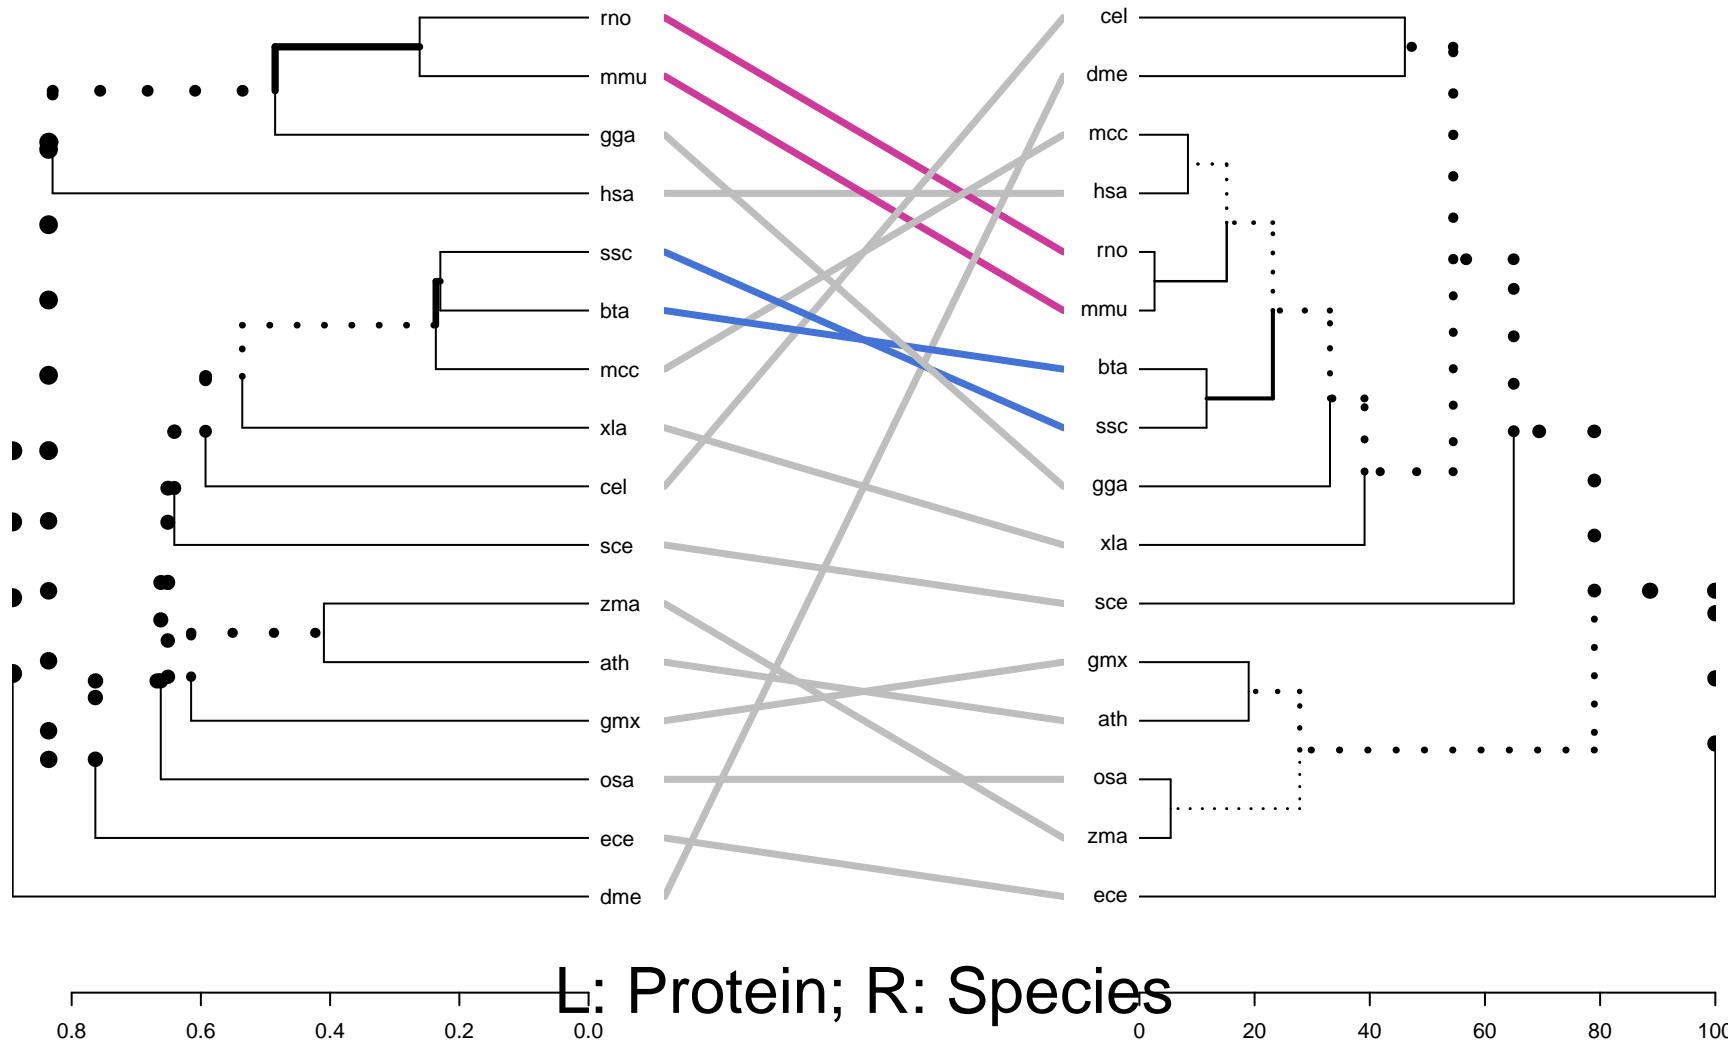 rno cel
mmu dme
gga mcc
hsa hsa
ssc rno
bta mmu
mcc bta
xla ssc
cel gga
sce xla
zma sce
ath gmx
gmx ath
osa osa
ece zma
dme ece
L: Protein; R: Species
0.8 0.6 0.4 0.2 0.0 0 20 40 60 80 100